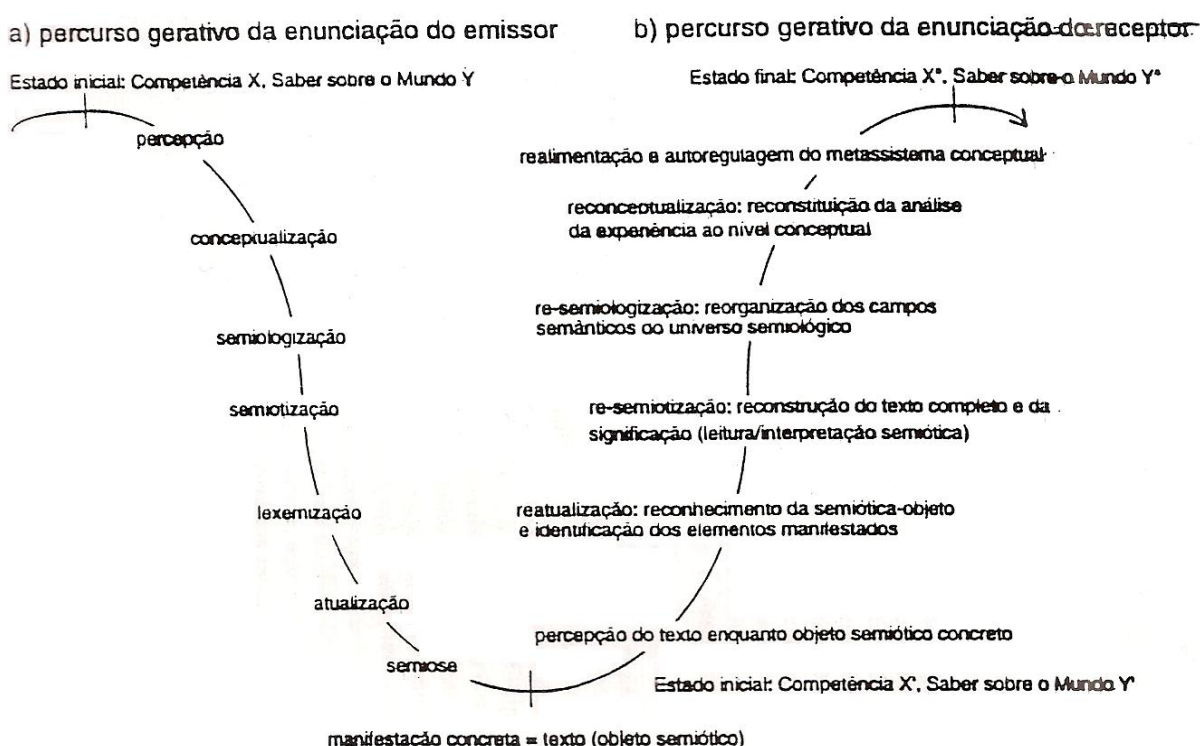 a) percurso gerativo da enunciação do emissor
Estado inicial: Competência X, Saber sobre o Mundo Y
percepção
conceptualização
semiologização
semiotização
lexemização
atualização
semiose
manifestação concreta = texto (objeto semiótico)
b) percurso gerativo da enunciação do receptor
Estado final: Competência X", Saber sobre o Mundo Y"
realimentação e autoregulagem do metassistema conceptual
reconceptualização: reconstituição da análise
da experiência ao nível conceptual
re-semiologização: reorganização dos campos
semânticos do universo semiológico
re-semiotização: reconstrução do texto completo e da
significação (leitura/interpretação semiótica)
reatualização: reconhecimento da semiótica-objeto
e identificação dos elementos manifestados
percepção do texto enquanto objeto semiótico concreto
Estado inicial: Competência X', Saber sobre o Mundo Y'